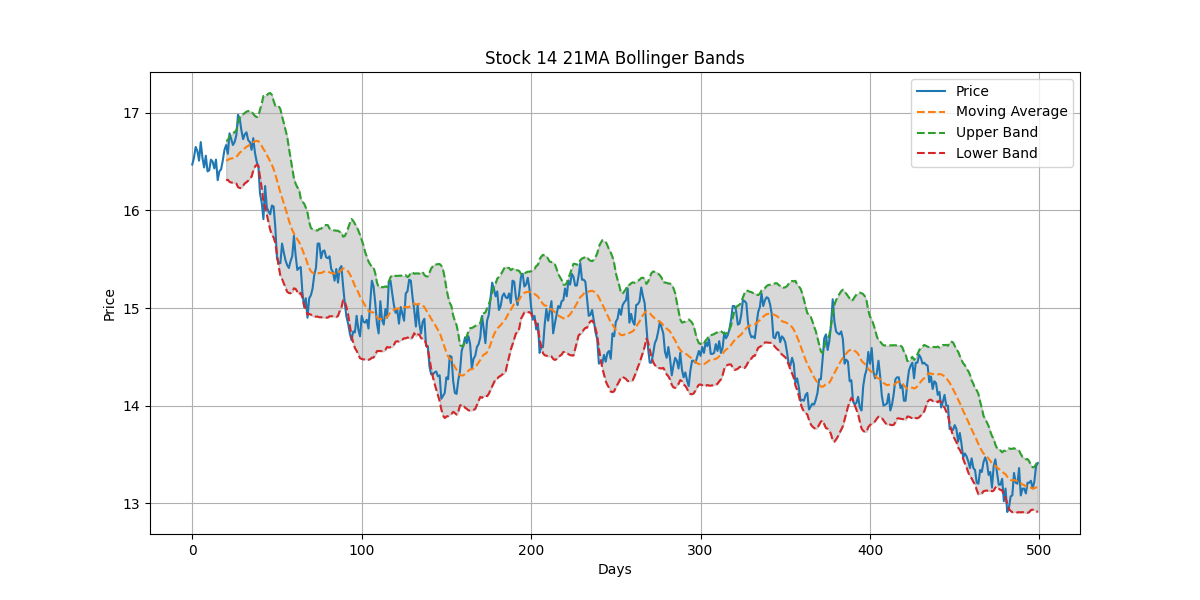 Stock 14 21MA Bollinger Bands
Price
Moving Average
Upper Band
Lower Band
17
16
15
14
13
Price
0
100
200
300
400
500
Days